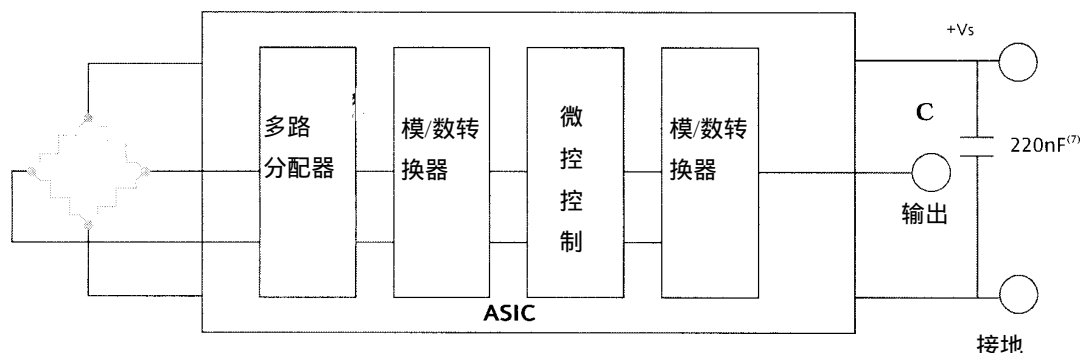 +Vs
C
220nF(7)
多路
分配器
模/数转
换器
微
控
控
制
模/数转
换器
输出
ASIC
接地